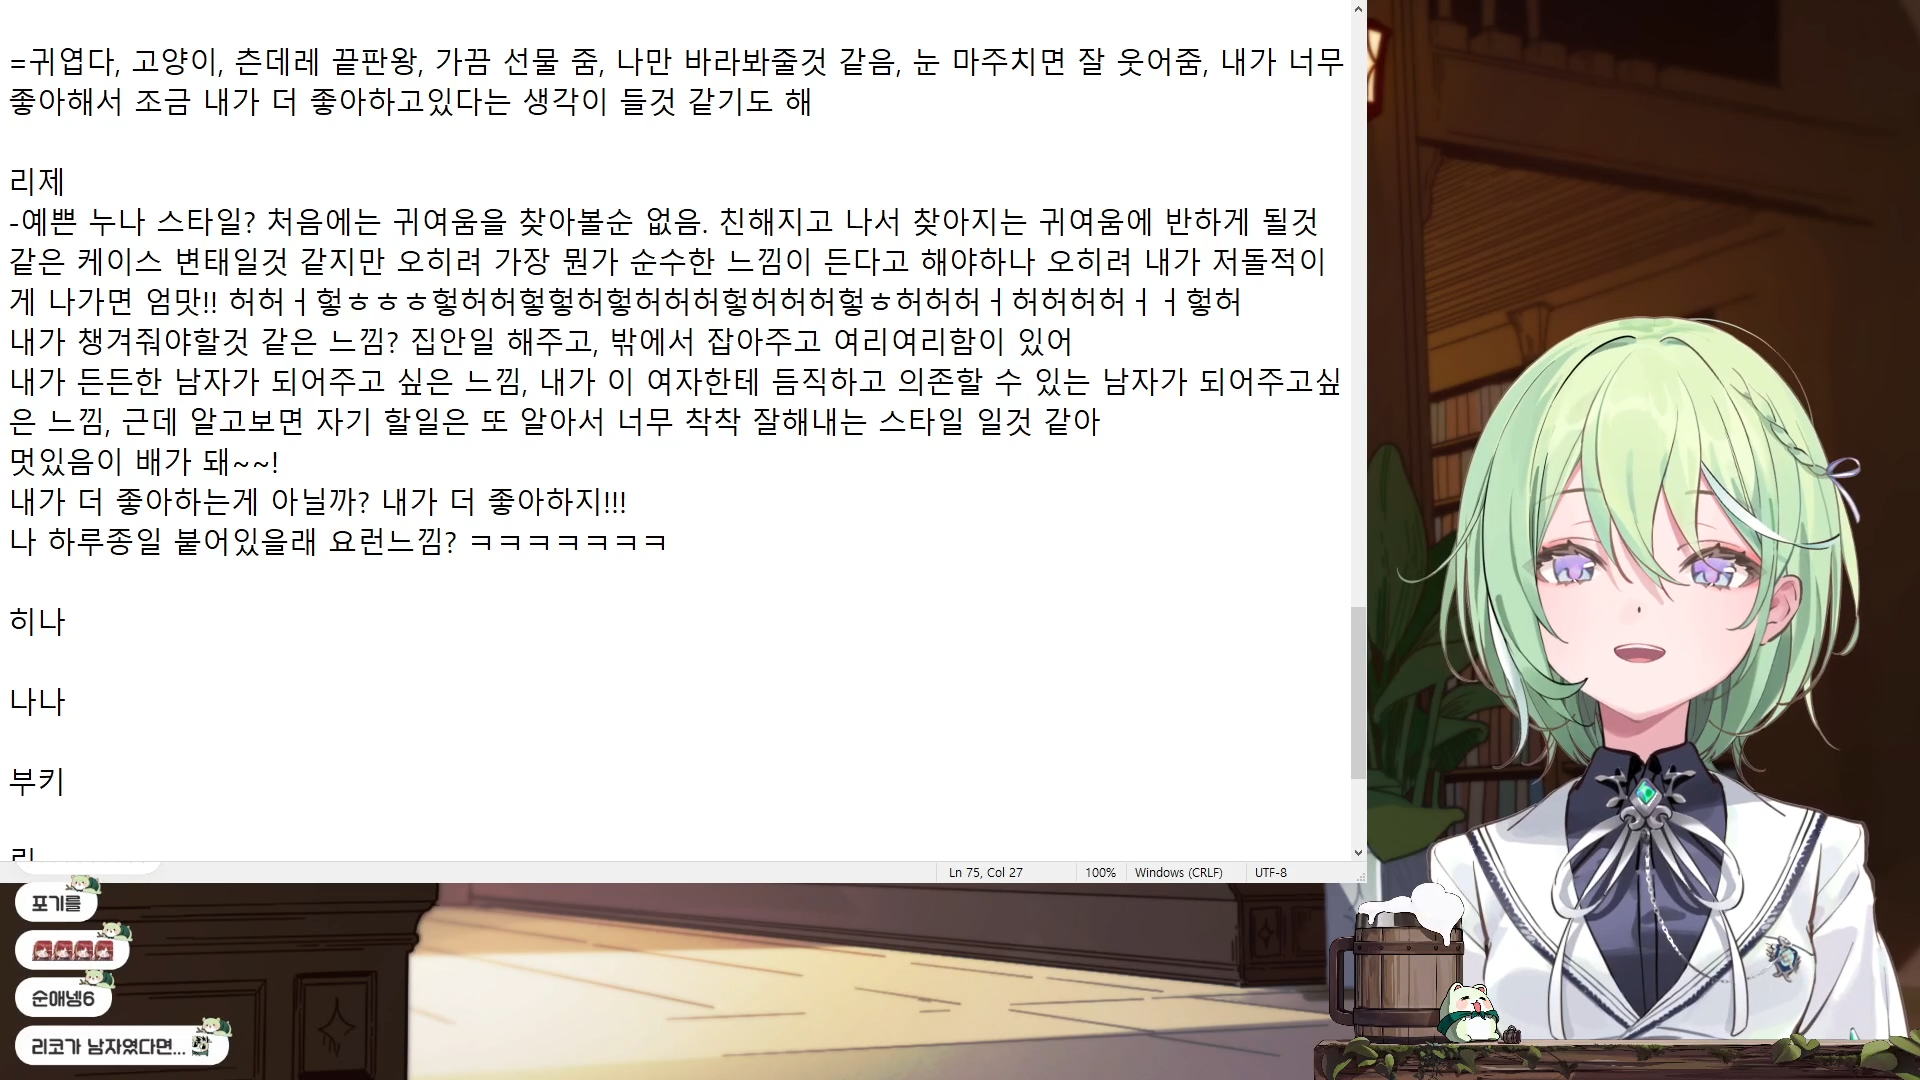 =귀엽다, 고양이, 츤데레 끝판왕, 가끔 선물 줌, 나만 바라봐줄것 같음, 눈 마주치면 잘 웃어줌, 내가 너무
좋아해서 조금 내가 더 좋아하고있다는 생각이 들것 같기도 해
리제
-예쁜 누나 스타일? 처음에는 귀여움을 찾아볼순 없음. 친해지고 나서 찾아지는 귀여움에 반하게 될것
같은 케이스 변태일것 같지만 오히려 가장 뭔가 순수한 느낌이 든다고 해야하나 오히려 내가 저돌적이
게 나가면 엄맛!! 허허ㅓ헣ㅎㅎㅎ헣허허헣헣허헣허허허헣허허허헣ㅎ허허허ㅓ허허허허ㅓㅓ헣허
내가 챙겨줘야할것 같은 느낌? 집안일 해주고, 밖에서 잡아주고 여리여리함이 있어
내가 든든한 남자가 되어주고 싶은 느낌, 내가 이 여자한테 듬직하고 의존할 수 있는 남자가 되어주고싶
은 느낌, 근데 알고보면 자기 할일은 또 알아서 너무 착착 잘해내는 스타일 일것 같아
멋있음이 배가 돼~~!
내가 더 좋아하는게 아닐까? 내가 더 좋아하지!!!
나 하루종일 붙어있을래 요런느낌? ㅋㅋㅋㅋㅋㅋㅋ
히나
나나
부키
Ln 75, Col 27
100%
Windows (CRLF)
UTF-8
포기를
순애넹6
리코가 남자였다면...